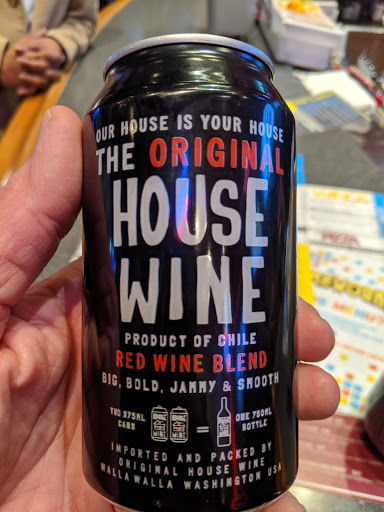 OUR HOUSE IS YOUR HOUSE
THE ORIGINAL
HOUSE
WINE
PRODUCT OF CHILE
RED WINE BLEND
BIG, BOLD, JAMMY & SMOOTH
TWO 375ML CANS = ONE 750ML BOTTLE
IMPORTED AND PACKED BY
ORIGINAL HOUSE WINE
WALLA WALLA WASHINGTON USA